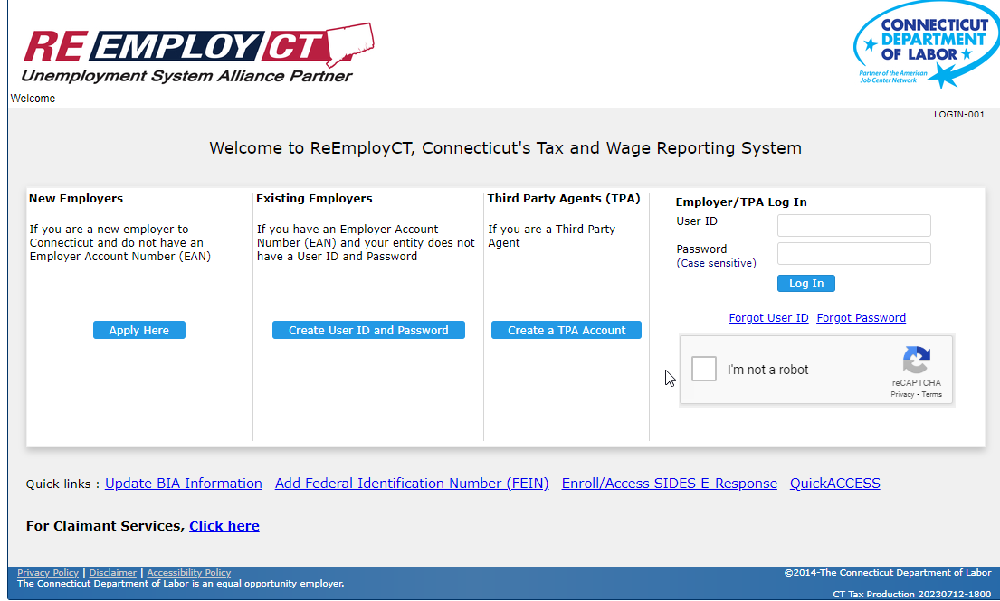 REEMPLOYCT
Unemployment System Alliance Partner
CONNECTICUT
DEPARTMENT
OF LABOR
Partner of the American
Job Center Network
Welcome
LOGIN-001
Welcome to ReEmployCT, Connecticut's Tax and Wage Reporting System
New Employers
If you are a new employer to
Connecticut and do not have an
Employer Account Number (EAN)
Apply Here
Existing Employers
If you have an Employer Account
Number (EAN) and your entity does not
have a User ID and Password
Create User ID and Password
Third Party Agents (TPA)
If you are a Third Party
Agent
Create a TPA Account
Employer/TPA Log In
User ID
Password
(Case sensitive)
Log In
Forgot User ID Forgot Password
I'm not a robot
reCAPTCHA
Privacy - Terms
Quick links : Update BIA Information Add Federal Identification Number (FEIN) Enroll/Access SIDES E-Response QuickACCESS
For Claimant Services, Click here
Privacy Policy | Disclaimer | Accessibility Policy
The Connecticut Department of Labor is an equal opportunity employer.
©2014-The Connecticut Department of Labor
CT Tax Production 20230712-1800